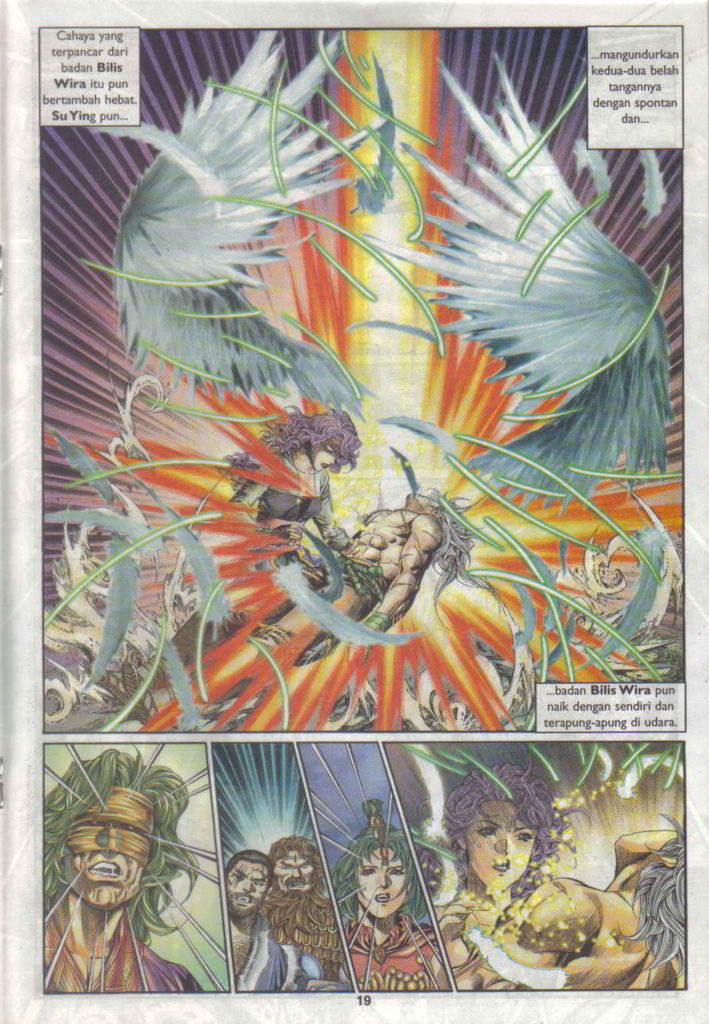 Cahaya yang
terpancar dari
badan Bilis
Wira itu pun
bertambah hebat.
Su Ying pun...
...mangundurkan
kedua-dua belah
tangannya
dengan spontan
dan...
...badan Bilis Wira pun
naik dengan sendiri dan
terapung-apung di udara.
19